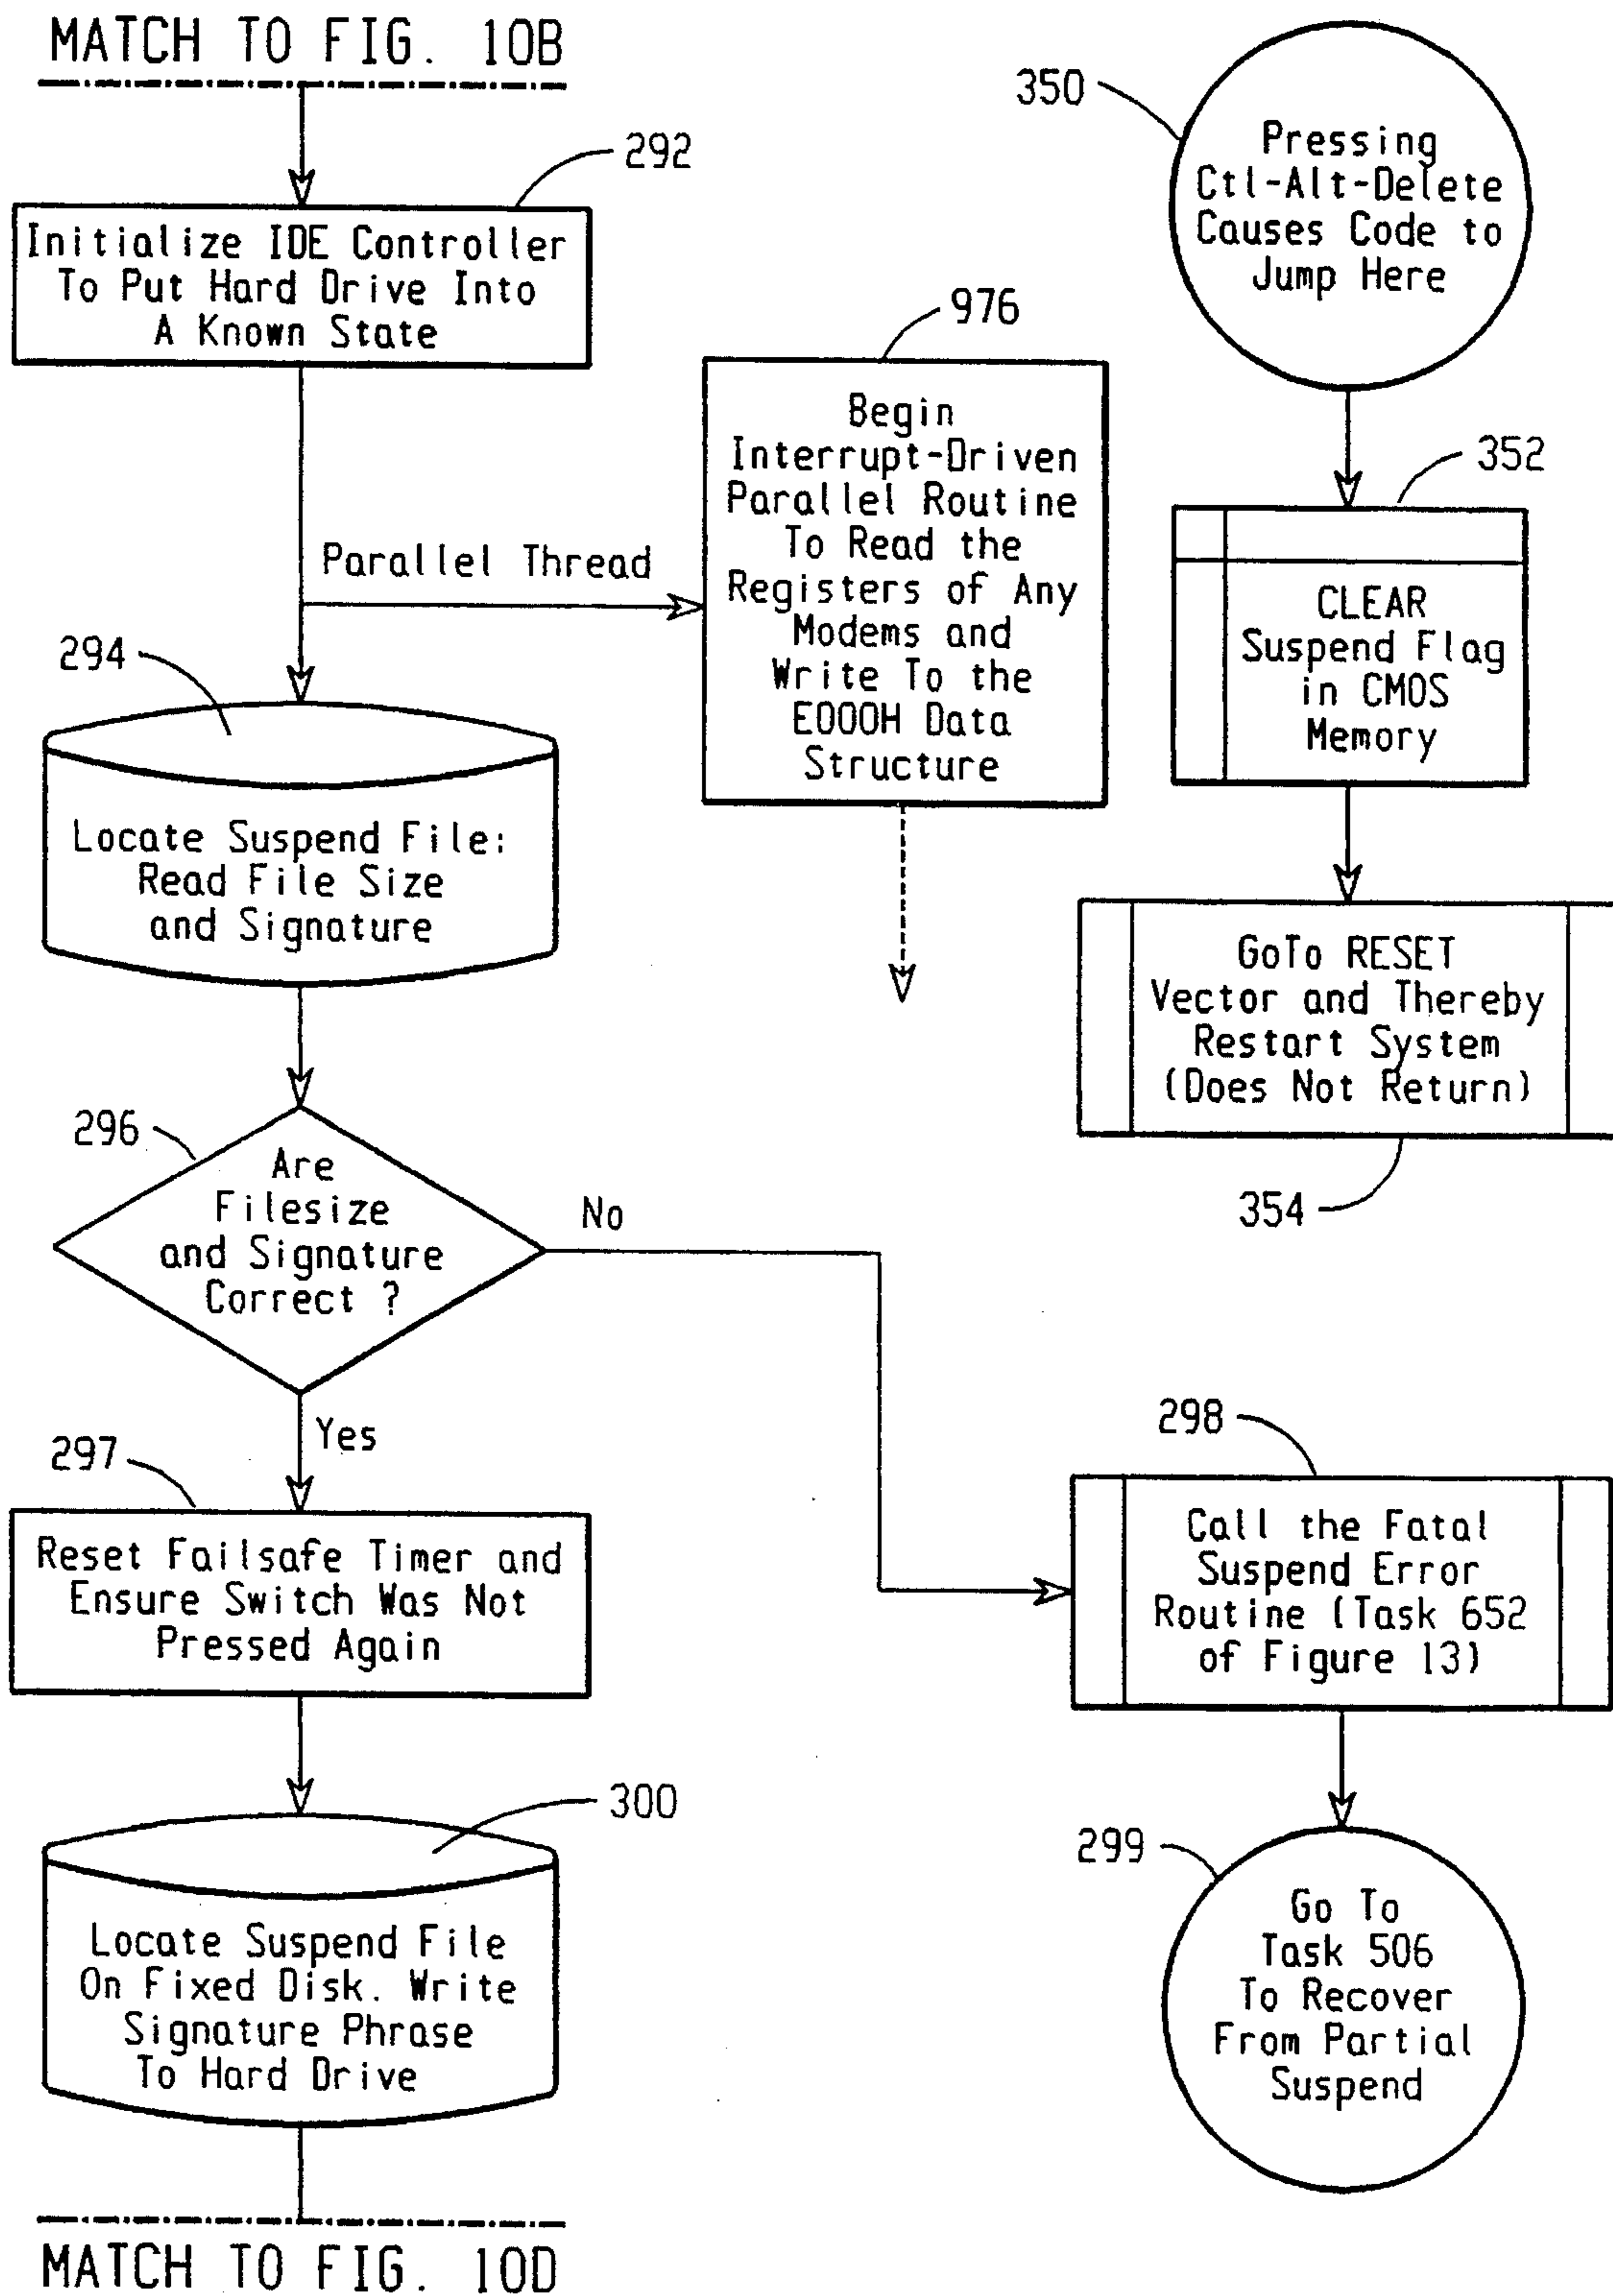 MATCH TO FIG. 10B
292
Initialize IDE Controller
To Put Hard Drive Into
A Known State
Parallel Thread
976
Begin
Interrupt-Driven
Parallel Routine
To Read the
Registers of Any
Modems and
Write To the
E000H Data
Structure
294
Locate Suspend File:
Read File Size
and Signature
296
Are
Filesize
and Signature
Correct ?
No
Yes
297
Reset Failsafe Timer and
Ensure Switch Was Not
Pressed Again
300
Locate Suspend File
On Fixed Disk. Write
Signature Phrase
To Hard Drive
MATCH TO FIG. 10D
350
Pressing
Ctl-Alt-Delete
Causes Code to
Jump Here
352
CLEAR
Suspend Flag
in CMOS
Memory
GoTo RESET
Vector and Thereby
Restart System
(Does Not Return)
354
298
Call the Fatal
Suspend Error
Routine (Task 652
of Figure 13)
299
Go To
Task 506
To Recover
From Partial
Suspend